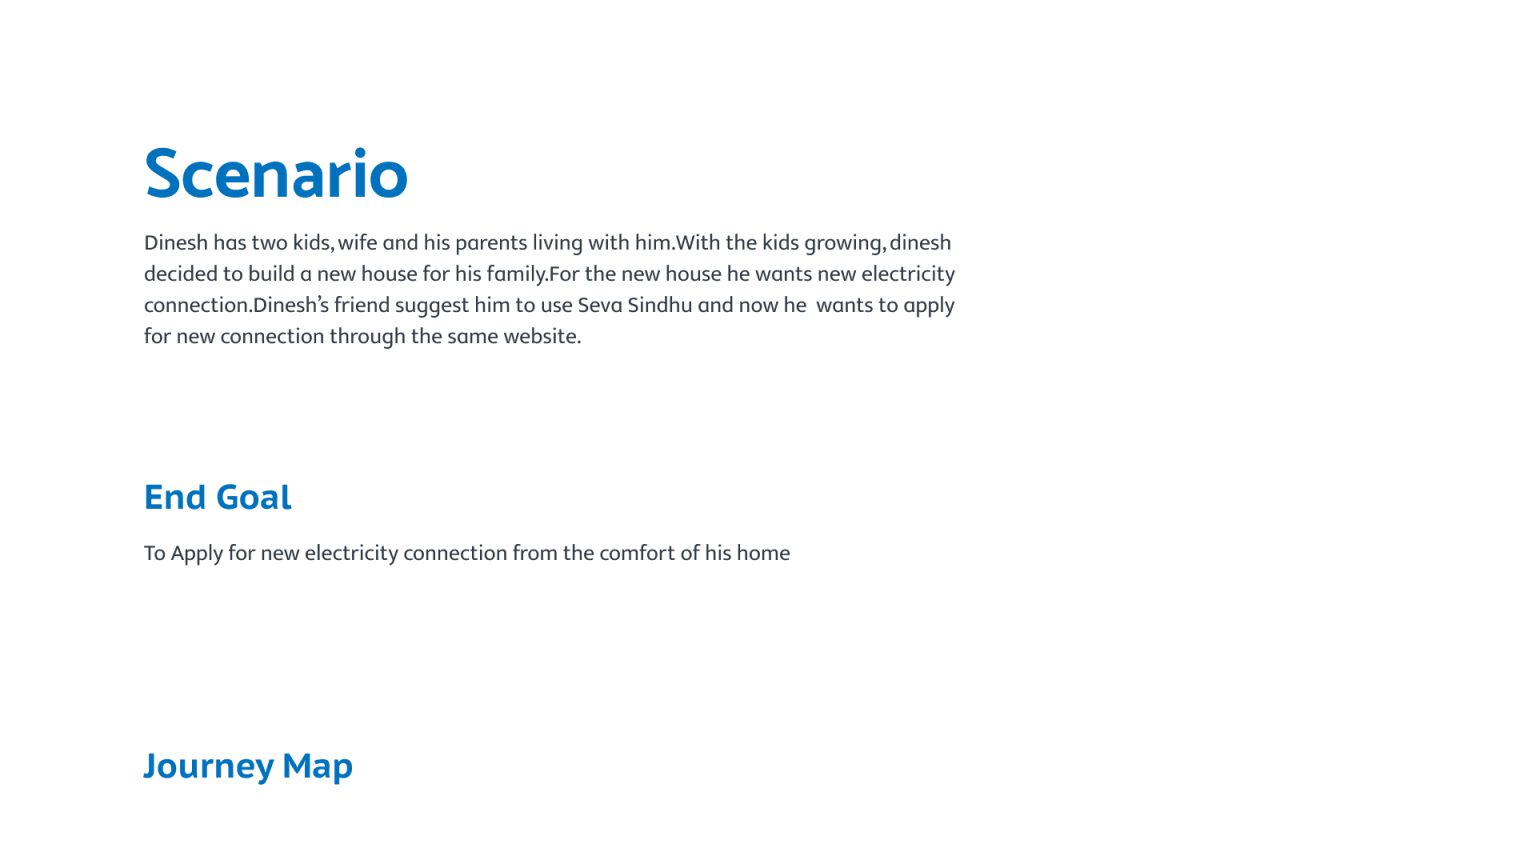 Scenario
Dinesh has two kids, wife and his parents living with him.With the kids growing, dinesh
decided to build a new house for his family.For the new house he wants new electricity
connection.Dinesh’s friend suggest him to use Seva Sindhu and now he  wants to apply
for new connection through the same website.
End Goal
To Apply for new electricity connection from the comfort of his home
Journey Map